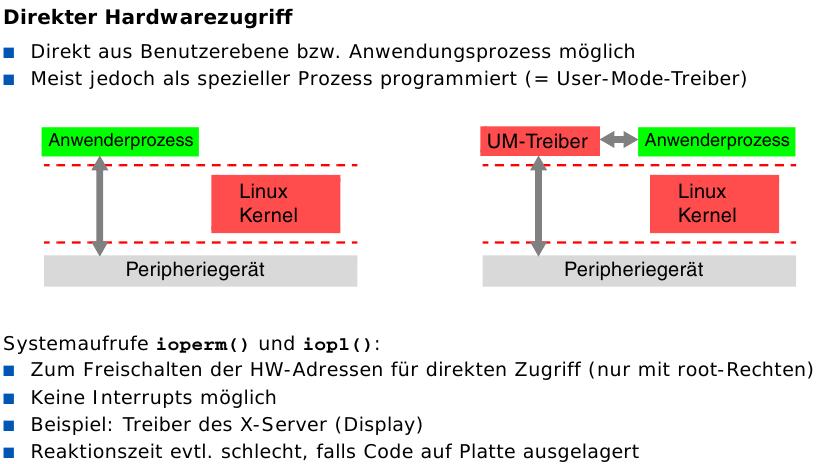 Direkter Hardwarezugriff
Direkt aus Benutzerebene bzw. Anwendungsprozess möglich
Meist jedoch als spezieller Prozess programmiert (= User-Mode-Treiber)
Anwenderprozess
Linux
Kernel
Peripheriegerät
UM-Treiber
Anwenderprozess
Linux
Kernel
Peripheriegerät
Systemaufrufe ioperm() und iopl():
Zum Freischalten der HW-Adressen für direkten Zugriff (nur mit root-Rechten)
Keine Interrupts möglich
Beispiel: Treiber des X-Server (Display)
Reaktionszeit evtl. schlecht, falls Code auf Platte ausgelagert